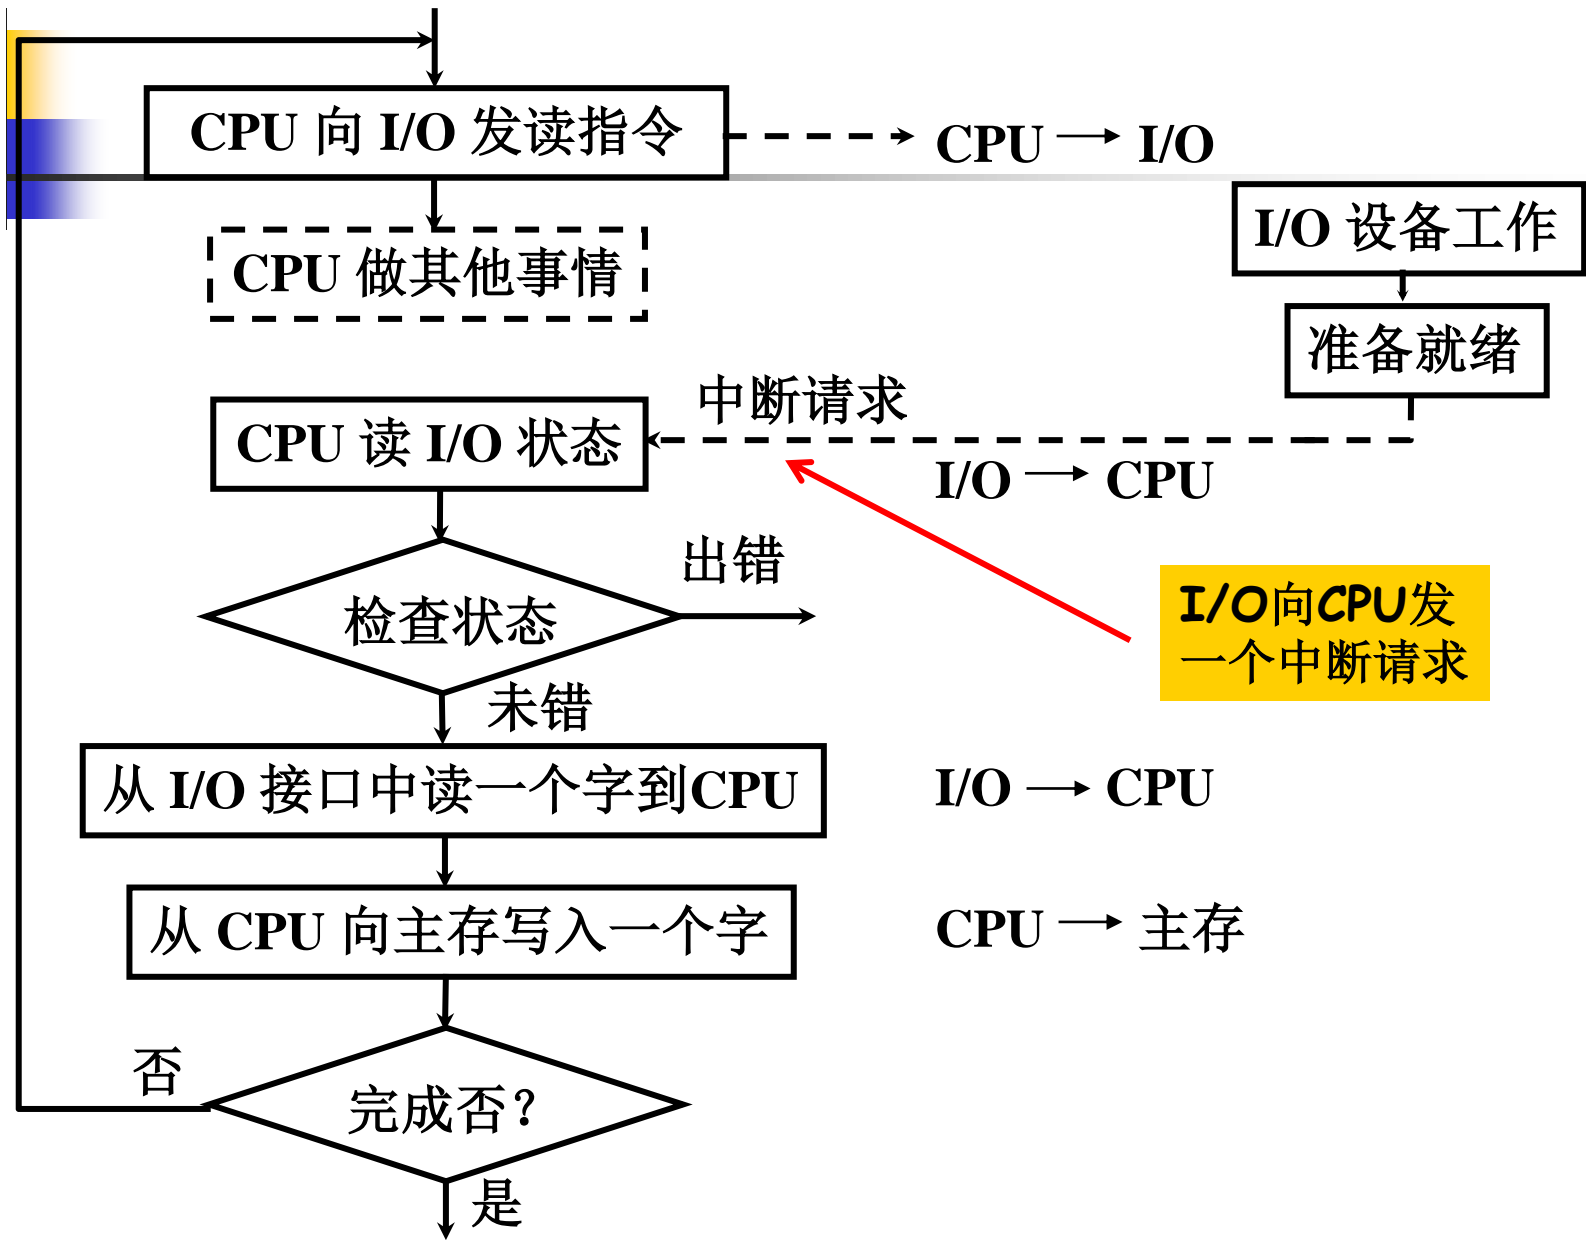 CPU 向 I/O 发读指令
CPU → I/O
I/O 设备工作
CPU 做其他事情
准备就绪
中断请求
CPU 读 I/O 状态
I/O → CPU
出错
I/O向CPU发
一个中断请求
检查状态
未错
从 I/O 接口中读一个字到CPU
I/O → CPU
从 CPU 向主存写入一个字
CPU → 主存
否
完成否?
是